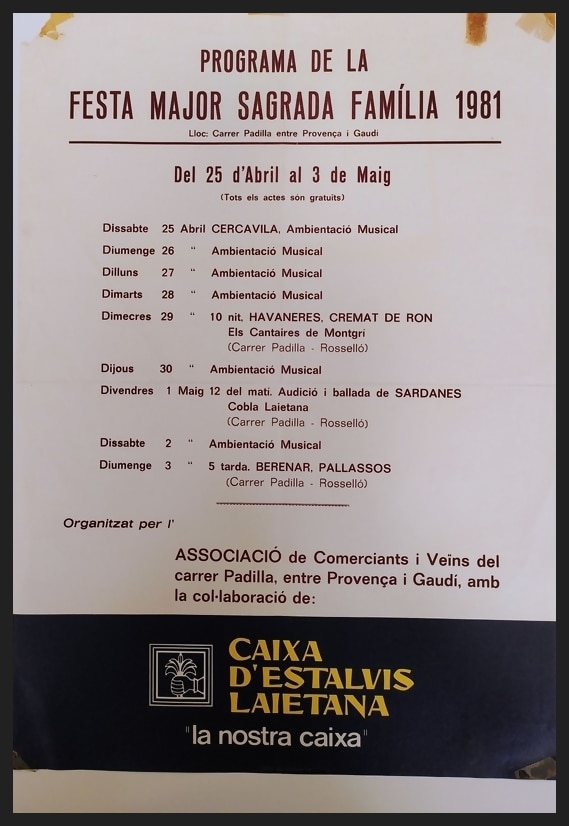 PROGRAMA DE LA
FESTA MAJOR SAGRADA FAMÍLIA 1981
Lloc: Carrer Padilla entre Provença i Gaudí
Del 25 d'Abril al 3 de Maig
(Tots els actes són gratuïts)
Dissabte 25 Abril CERCAVILA, Ambientació Musical
Diumenge 26 “ Ambientació Musical
Dilluns 27 “ Ambientació Musical
Dimarts 28 “ Ambientació Musical
Dimecres 29 “ 10 nit. HAVANERES, CREMAT DE RON
Els Cantaires de Montgrí
(Carrer Padilla - Rosselló)
Dijous 30 “ Ambientació Musical
Divendres 1 Maig 12 del matí. Audició i ballada de SARDANES
Cobla Laietana
(Carrer Padilla - Rosselló)
Dissabte 2 “ Ambientació Musical
Diumenge 3 “ 5 tarda. BERENAR, PALLASSOS
(Carrer Padilla - Rosselló)
Organitzat per l'
ASSOCIACIÓ de Comerciants i Veïns del
carrer Padilla, entre Provença i Gaudí, amb
la col·laboració de:
CAIXA
D'ESTALVIS
LAIETANA
"la nostra caixa"